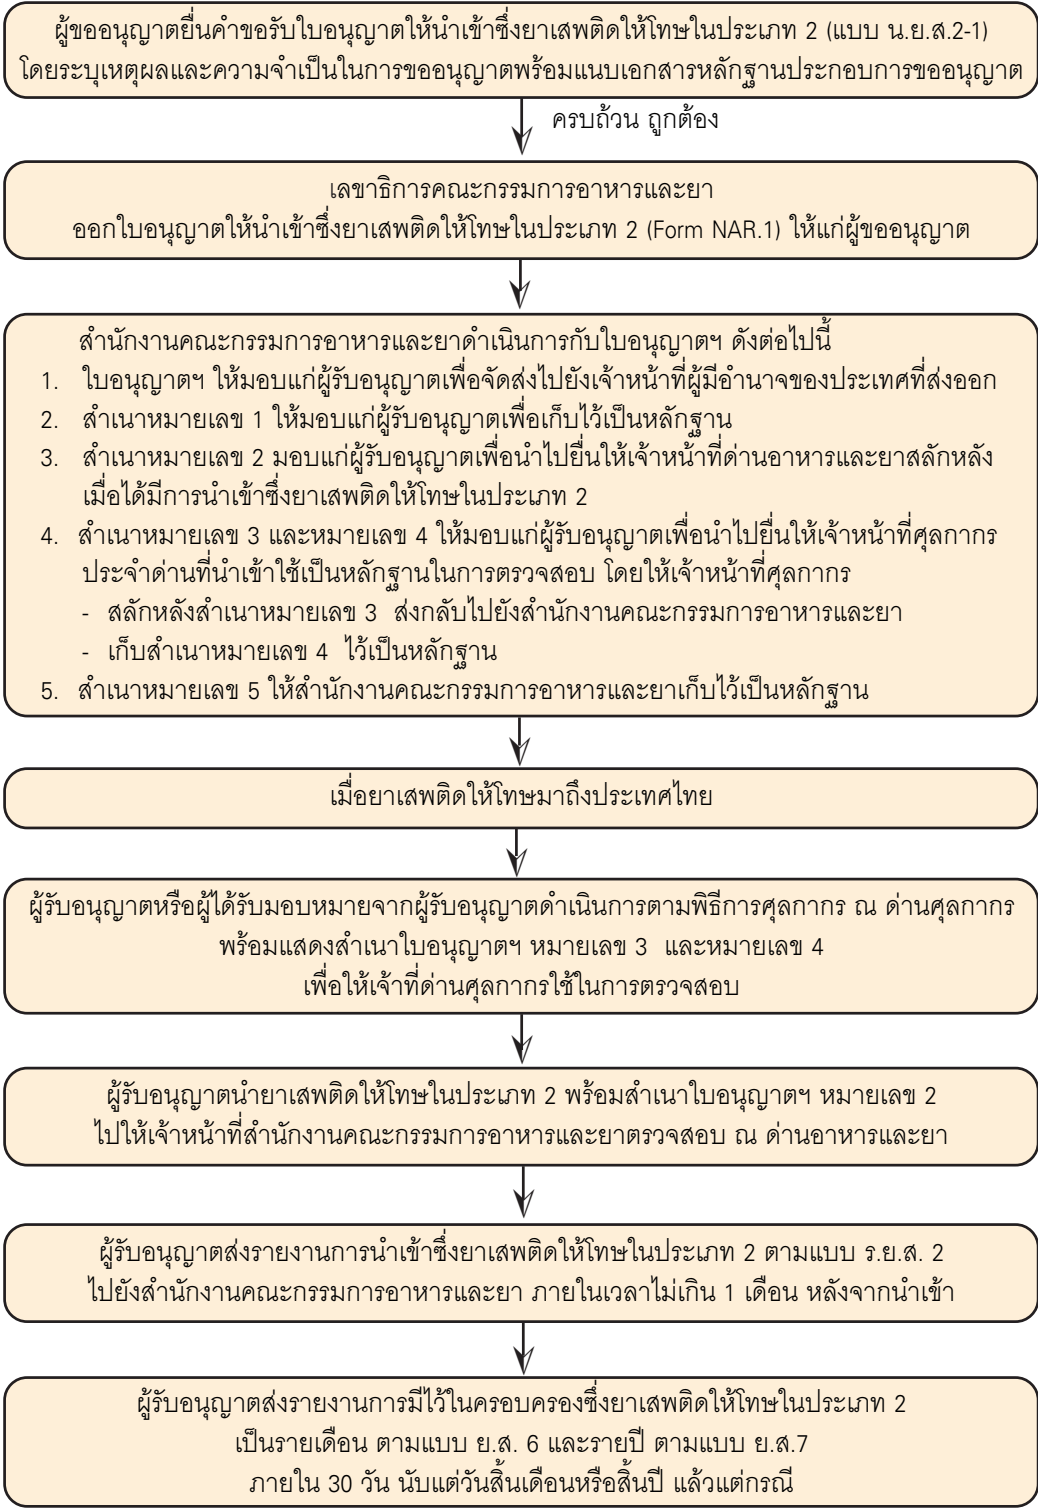 ผู้ขออนุญาตยื่นคำขอรับใบอนุญาตให้นำเข้าซึ่งยาเสพติดให้โทษในประเภท 2 (แบบ น.ย.ส.2-1)
โดยระบุเหตุผลและความจำเป็นในการขออนุญาตพร้อมแนบเอกสารหลักฐานประกอบการขออนุญาต
ครบถ้วน ถูกต้อง
เลขาธิการคณะกรรมการอาหารและยา
ออกใบอนุญาตให้นำเข้าซึ่งยาเสพติดให้โทษในประเภท 2 (Form NAR.1) ให้แก่ผู้ขออนุญาต
สำนักงานคณะกรรมการอาหารและยาดำเนินการกับใบอนุญาตฯ ดังต่อไปนี้
1. ใบอนุญาตฯ ให้มอบแก่ผู้รับอนุญาตเพื่อจัดส่งไปยังเจ้าหน้าที่ผู้มีอำนาจของประเทศที่ส่งออก
2. สำเนาหมายเลข 1 ให้มอบแก่ผู้รับอนุญาตเพื่อเก็บไว้เป็นหลักฐาน
3. สำเนาหมายเลข 2 มอบแก่ผู้รับอนุญาตเพื่อนำไปยื่นให้เจ้าหน้าที่ด่านอาหารและยาสลักหลัง
เมื่อได้มีการนำเข้าซึ่งยาเสพติดให้โทษในประเภท 2
4. สำเนาหมายเลข 3 และหมายเลข 4 ให้มอบแก่ผู้รับอนุญาตเพื่อนำไปยื่นให้เจ้าหน้าที่ศุลกากร
ประจำด่านที่นำเข้าใช้เป็นหลักฐานในการตรวจสอบ โดยให้เจ้าหน้าที่ศุลกากร
- สลักหลังสำเนาหมายเลข 3 ส่งกลับไปยังสำนักงานคณะกรรมการอาหารและยา
- เก็บสำเนาหมายเลข 4 ไว้เป็นหลักฐาน
5. สำเนาหมายเลข 5 ให้สำนักงานคณะกรรมการอาหารและยาเก็บไว้เป็นหลักฐาน
เมื่อยาเสพติดให้โทษมาถึงประเทศไทย
ผู้รับอนุญาตหรือผู้ได้รับมอบหมายจากผู้รับอนุญาตดำเนินการตามพิธีการศุลกากร ณ ด่านศุลกากร
พร้อมแสดงสำเนาใบอนุญาตฯ หมายเลข 3 และหมายเลข 4
เพื่อให้เจ้าที่ด่านศุลกากรใช้ในการตรวจสอบ
ผู้รับอนุญาตนำยาเสพติดให้โทษในประเภท 2 พร้อมสำเนาใบอนุญาตฯ หมายเลข 2
ไปให้เจ้าหน้าที่สำนักงานคณะกรรมการอาหารและยาตรวจสอบ ณ ด่านอาหารและยา
ผู้รับอนุญาตส่งรายงานการนำเข้าซึ่งยาเสพติดให้โทษในประเภท 2 ตามแบบ ร.ย.ส. 2
ไปยังสำนักงานคณะกรรมการอาหารและยา ภายในเวลาไม่เกิน 1 เดือน หลังจากนำเข้า
ผู้รับอนุญาตส่งรายงานการมีไว้ในครอบครองซึ่งยาเสพติดให้โทษในประเภท 2
เป็นรายเดือน ตามแบบ ย.ส. 6 และรายปี ตามแบบ ย.ส.7
ภายใน 30 วัน นับแต่วันสิ้นเดือนหรือสิ้นปี แล้วแต่กรณี